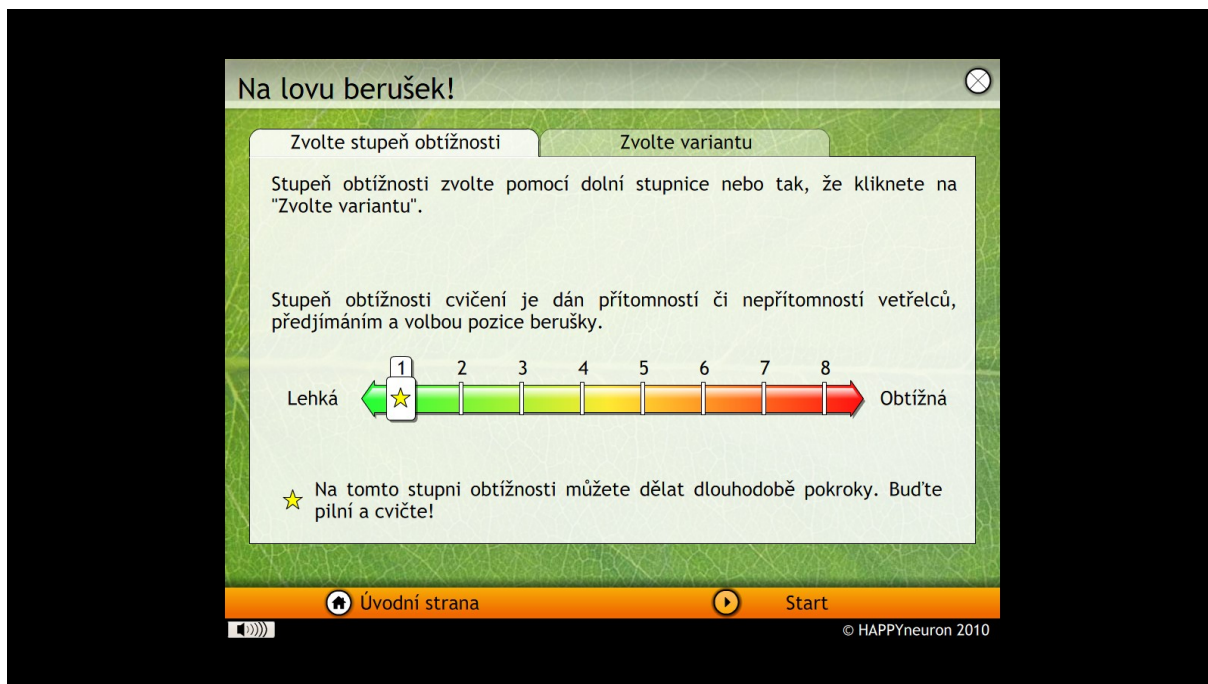 Na lovu berušek!
Zvolte stupeň obtížnosti
Zvolte variantu
Stupeň obtížnosti zvolte pomocí dolní stupnice nebo tak, že kliknete na
"Zvolte variantu".
Stupeň obtížnosti cvičení je dán přítomností či nepřítomností vetřelců,
předjímáním a volbou pozice berušky.
1 2 3 4 5 6 7 8
Lehká Obtížná
Na tomto stupni obtížnosti můžete dělat dlouhodobě pokroky. Buďte
pilní a cvičte!
Úvodní strana Start
© HAPPYneuron 2010